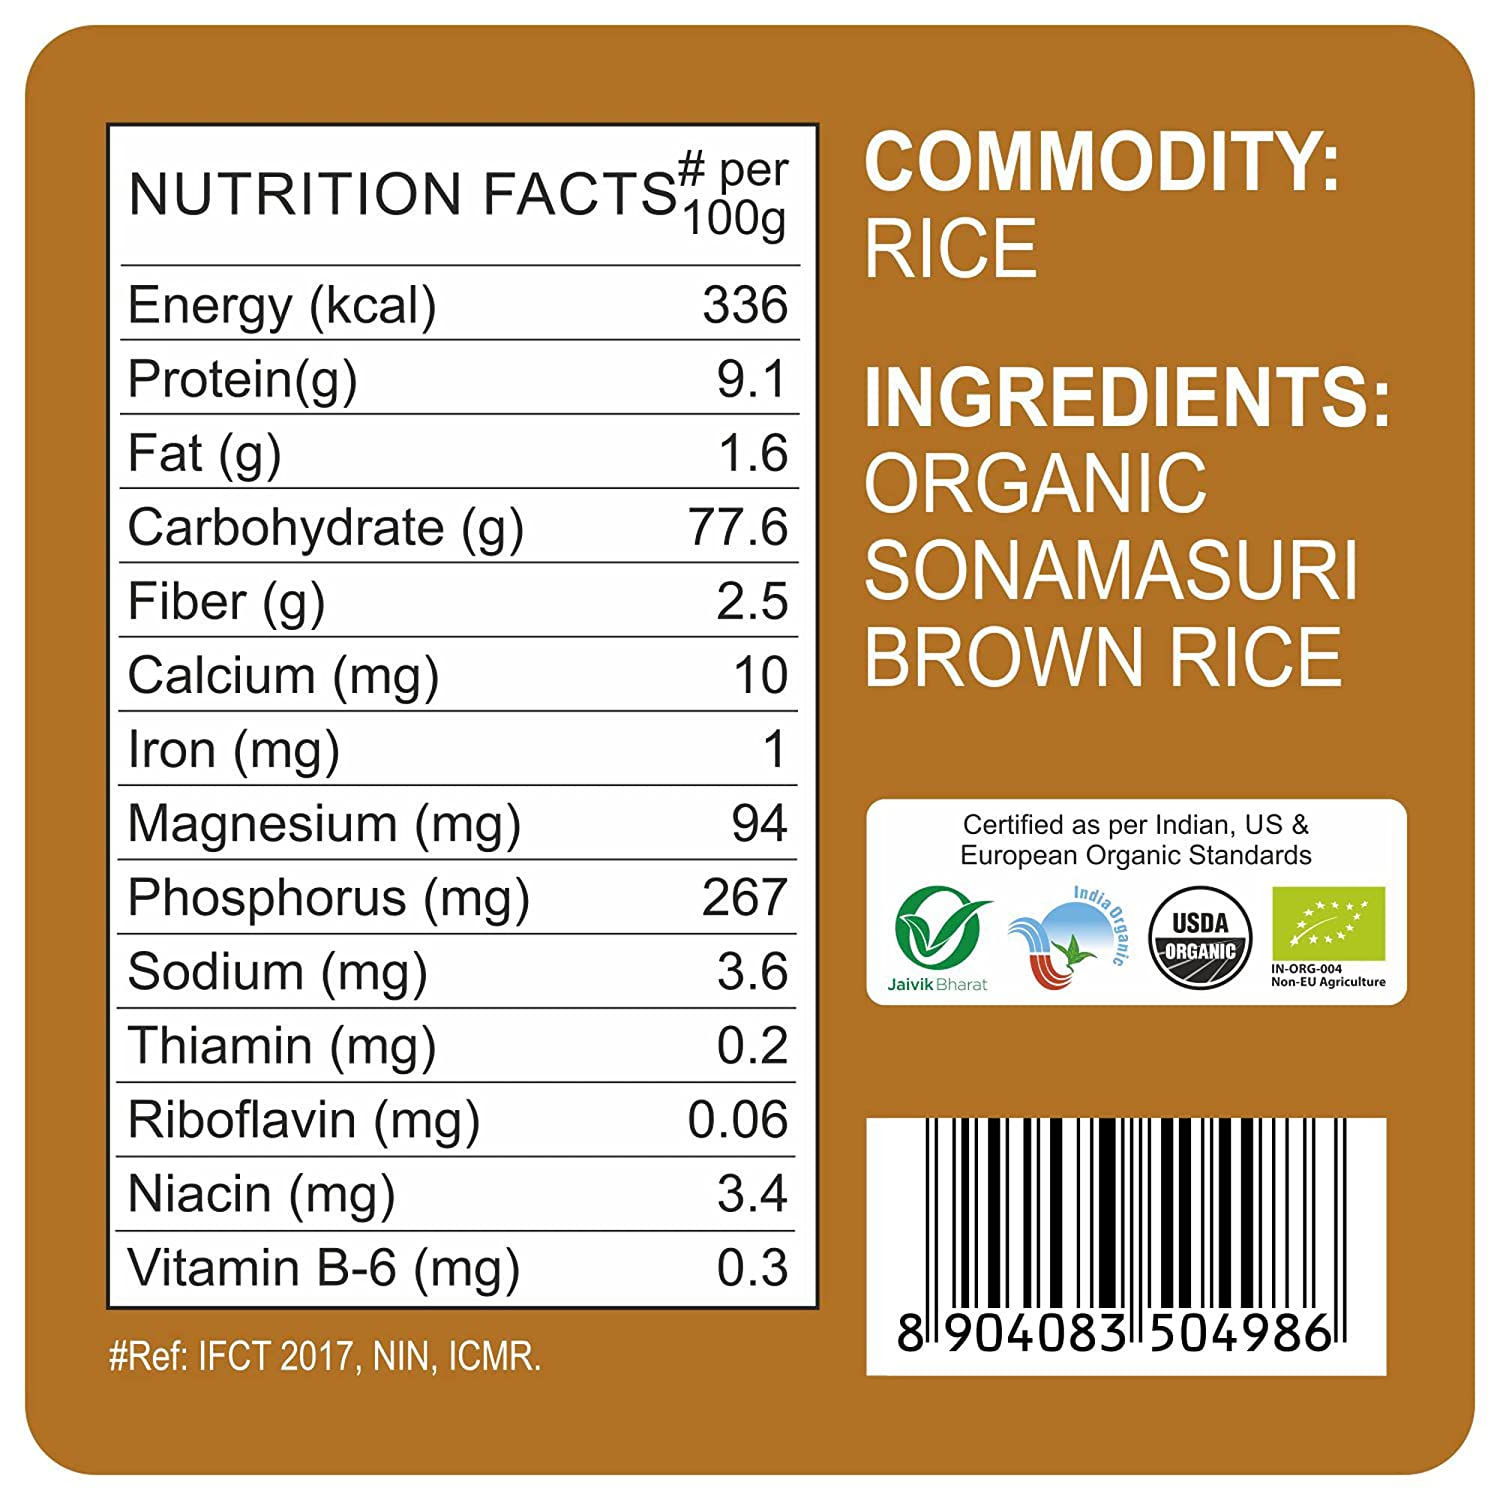 NUTRITION FACTS # per 100g
Energy (kcal) 336
Protein(g) 9.1
Fat (g) 1.6
Carbohydrate (g) 77.6
Fiber (g) 2.5
Calcium (mg) 10
Iron (mg) 1
Magnesium (mg) 94
Phosphorus (mg) 267
Sodium (mg) 3.6
Thiamin (mg) 0.2
Riboflavin (mg) 0.06
Niacin (mg) 3.4
Vitamin B-6 (mg) 0.3
#Ref: IFCT 2017, NIN, ICMR.
COMMODITY:
RICE
INGREDIENTS:
ORGANIC
SONAMASURI
BROWN RICE
Certified as per Indian, US &
European Organic Standards
Jaivik Bharat
India Organic
USDA
ORGANIC
IN-ORG-004
Non-EU Agriculture
8 904083 504986